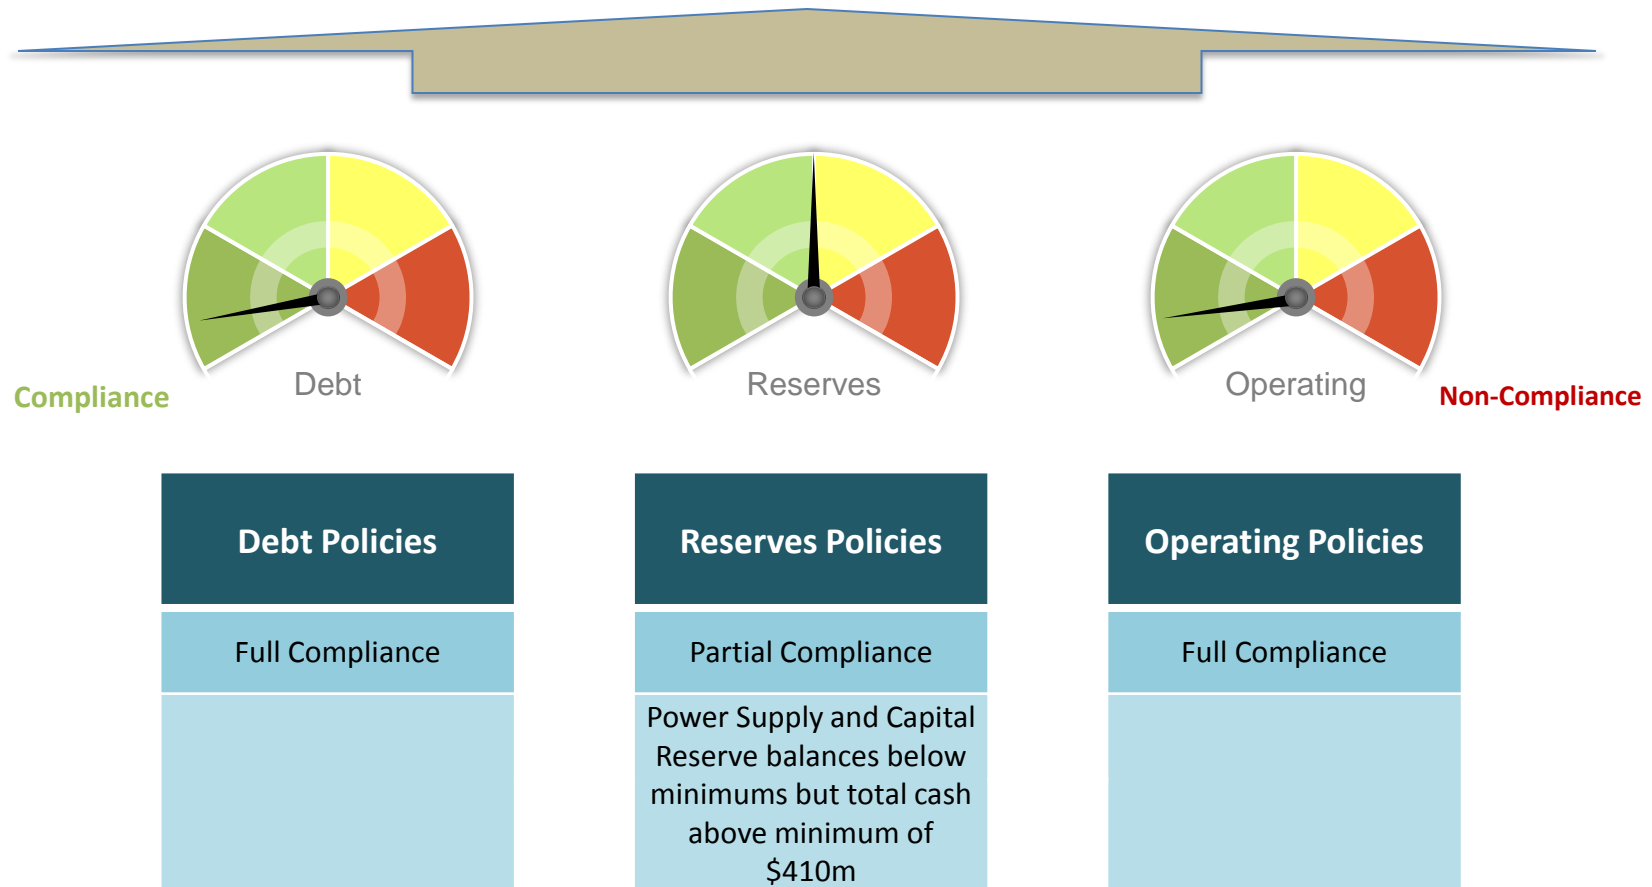 Debt
Reserves
Operating
Compliance
Non-Compliance
Debt Policies
Reserves Policies
Operating Policies
Full Compliance
Partial Compliance
Full Compliance
Power Supply and Capital
Reserve balances below
minimums but total cash
above minimum of
$410m